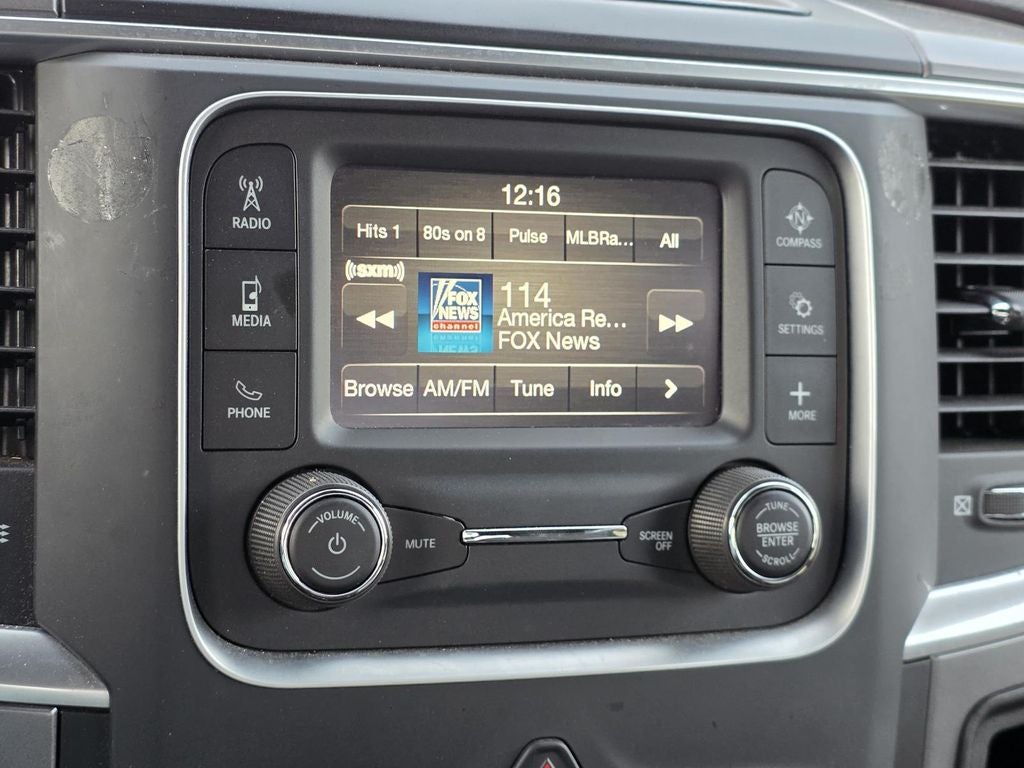 12:16
Hits 1 80s on 8 Pulse MLBRa... All
((sxm))
FOX
NEWS
channel
NEWS
114
America Re...
FOX News
Browse AM/FM Tune Info >
RADIO
MEDIA
PHONE
N
COMPASS
SETTINGS
+
MORE
VOLUME
MUTE
SCREEN
OFF
TUNE
BROWSE
ENTER
SCROLL